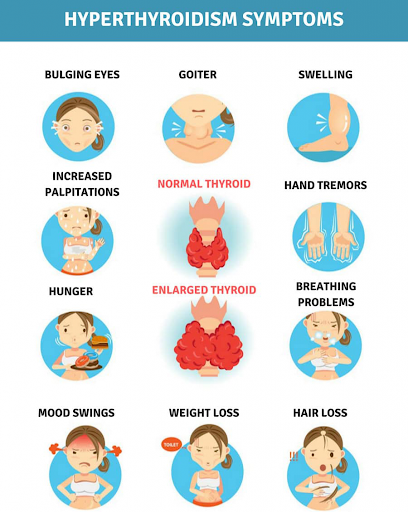 HYPERTHYROIDISM SYMPTOMS
BULGING EYES
GOITER
SWELLING
INCREASED
PALPITATIONS
NORMAL THYROID
HAND TREMORS
HUNGER
ENLARGED THYROID
BREATHING
PROBLEMS
MOOD SWINGS
WEIGHT LOSS
HAIR LOSS
TOILET
!!!